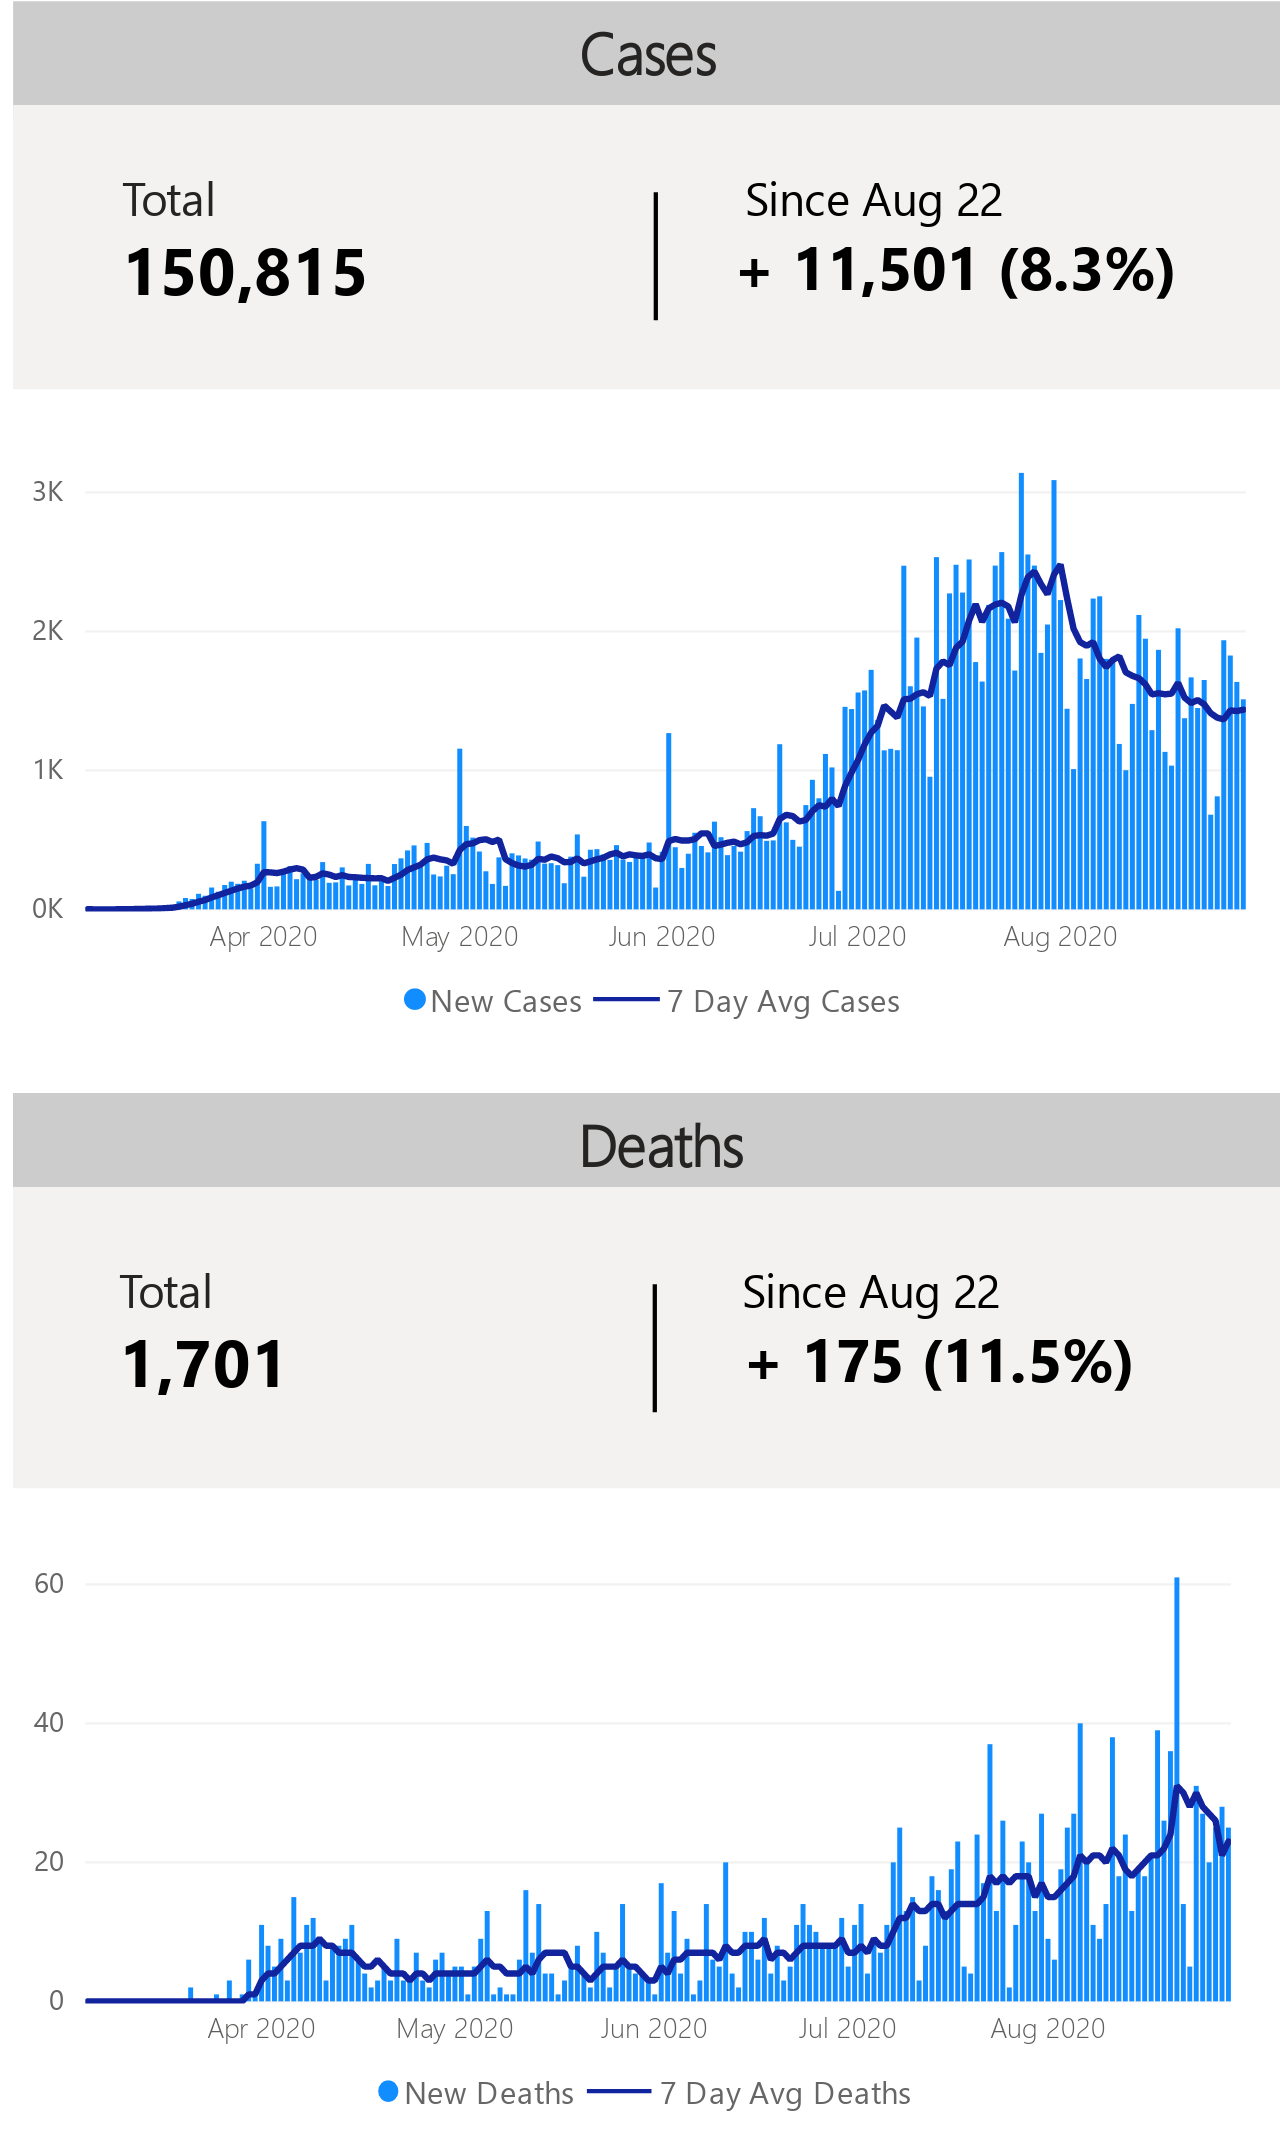 Cases
Total
Since Aug 22
150,815
+ 11,501 (8.3%)
3K
2K
1K
0K
Apr 2020
May 2020
Jun 2020
Jul 2020
Aug 2020
New Cases
7 Day Avg Cases
Deaths
Total
Since Aug 22
1,701
+ 175 (11.5%)
60
40
20
0
Apr 2020
May 2020
Jun 2020
Jul 2020
Aug 2020
New Deaths
7 Day Avg Deaths